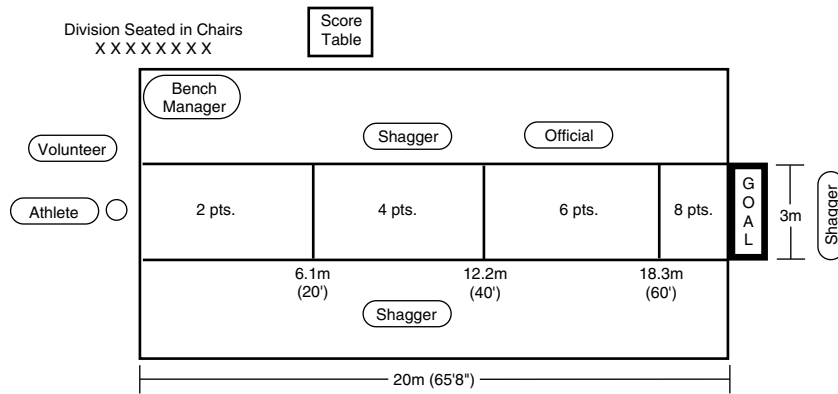 Division Seated in Chairs
X X X X X X X X
Score
Table
Bench
Manager
Shagger
Official
Volunteer
Athlete
2 pts.
4 pts.
6 pts.
8 pts.
G
O
A
L
3m
Shagger
6.1m
(20')
12.2m
(40')
18.3m
(60')
Shagger
20m (65'8")